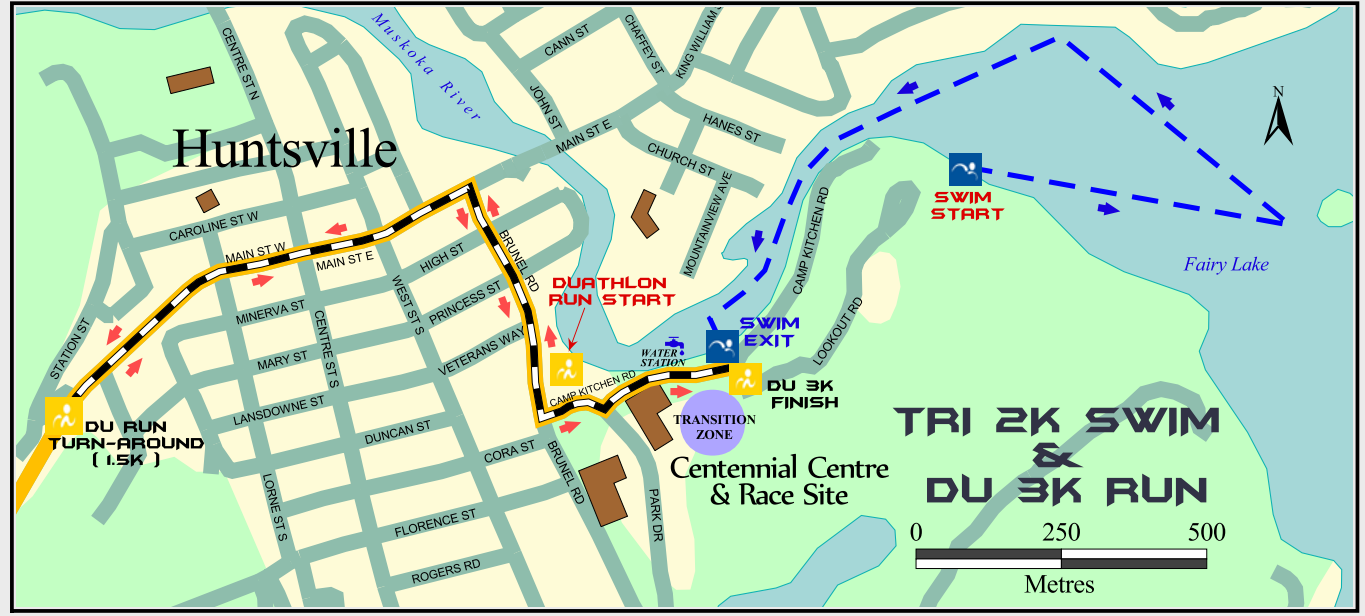 CENTRE ST N
Muskoka River
CANN ST
CHAFFEY ST
KING WILLIAM S
JOHN ST
MAIN ST E
HANES ST
CHURCH ST
MOUNTAINVIEW AVE
N
Huntsville
CAROLINE ST W
MAIN ST W
MAIN ST E
HIGH ST
BRUNEL RD
PRINCESS ST
VETERANS WAY
MINERVA ST
MARY ST
LANSDOWNE ST
DUNCAN ST
CORA ST
FLORENCE ST
ROGERS RD
STATION ST
CENTRE ST S
WEST ST S
LORNE ST S
BRUNEL RD
PARK DR
CAMP KITCHEN RD
CAMP KITCHEN RD
LOOKOUT RD
SWIM
START
Fairy Lake
DUATHLON
RUN START
SWIM
EXIT
WATER
STATION
DU 3K
FINISH
DU RUN
TURN-AROUND
( 1.5K )
TRANSITION
ZONE
Centennial Centre
& Race Site
TRI 2K SWIM
&
DU 3K RUN
0 250 500
Metres